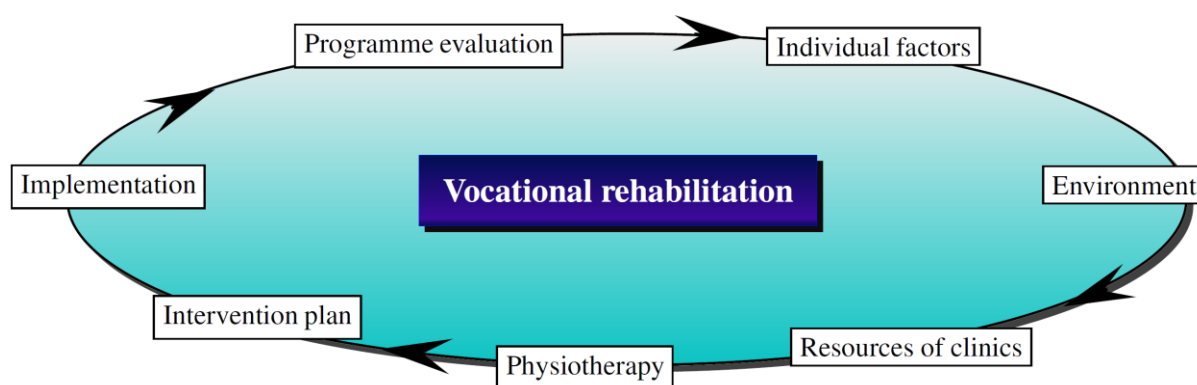 Programme evaluation
Individual factors
Implementation
Vocational rehabilitation
Environment
Intervention plan
Resources of clinics
Physiotherapy